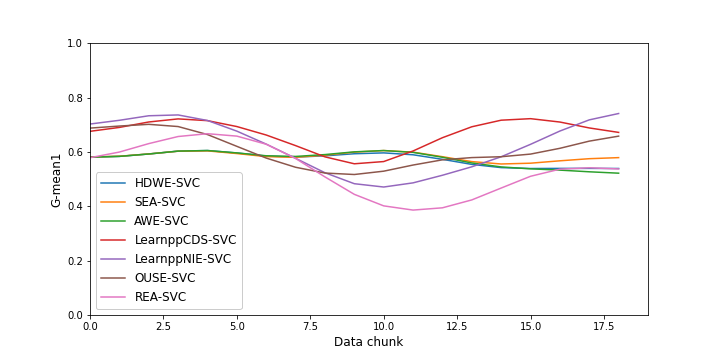 1.0
0.8
0.6
0.4
0.2
0.0
G-mean1
HDWE-SVC
SEA-SVC
AWE-SVC
LearnppCDS-SVC
LearnppNIE-SVC
OUSE-SVC
REA-SVC
0.0 2.5 5.0 7.5 10.0 12.5 15.0 17.5
Data chunk